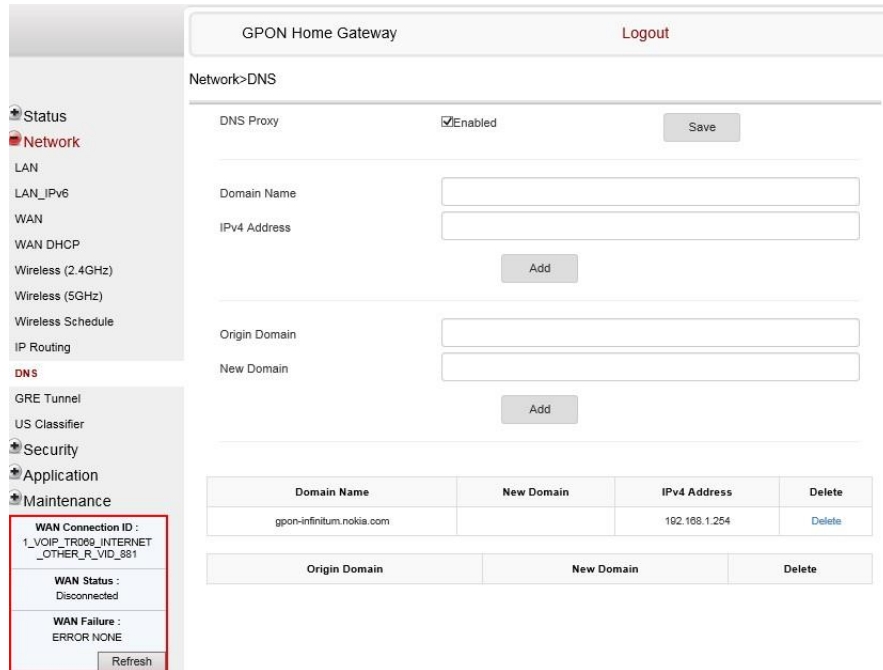 GPON Home Gateway Logout
Network>DNS
Status
Network
LAN
LAN_IPv6
WAN
WAN DHCP
Wireless (2.4GHz)
Wireless (5GHz)
Wireless Schedule
IP Routing
DNS
GRE Tunnel
US Classifier
Security
Application
Maintenance
WAN Connection ID :
1_VOIP_TR069_INTERNET
_OTHER_R_VID_881
WAN Status :
Disconnected
WAN Failure :
ERROR NONE
Refresh
DNS Proxy Enabled Save
Domain Name
IPv4 Address
Add
Origin Domain
New Domain
Add
Domain Name New Domain IPv4 Address Delete
gpon-infinitum.nokia.com 192.168.1.254 Delete
Origin Domain New Domain Delete